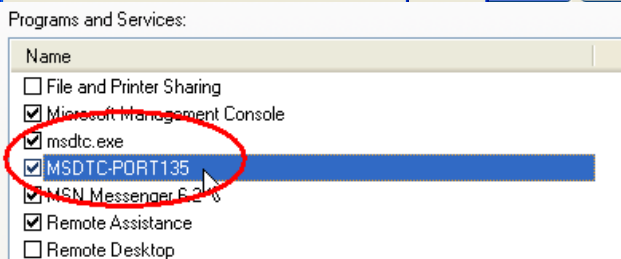 Programs and Services:
Name
File and Printer Sharing
Microsoft Management Console
msdtc.exe
MSDTC-PORT135
MSN Messenger 6.2
Remote Assistance
Remote Desktop